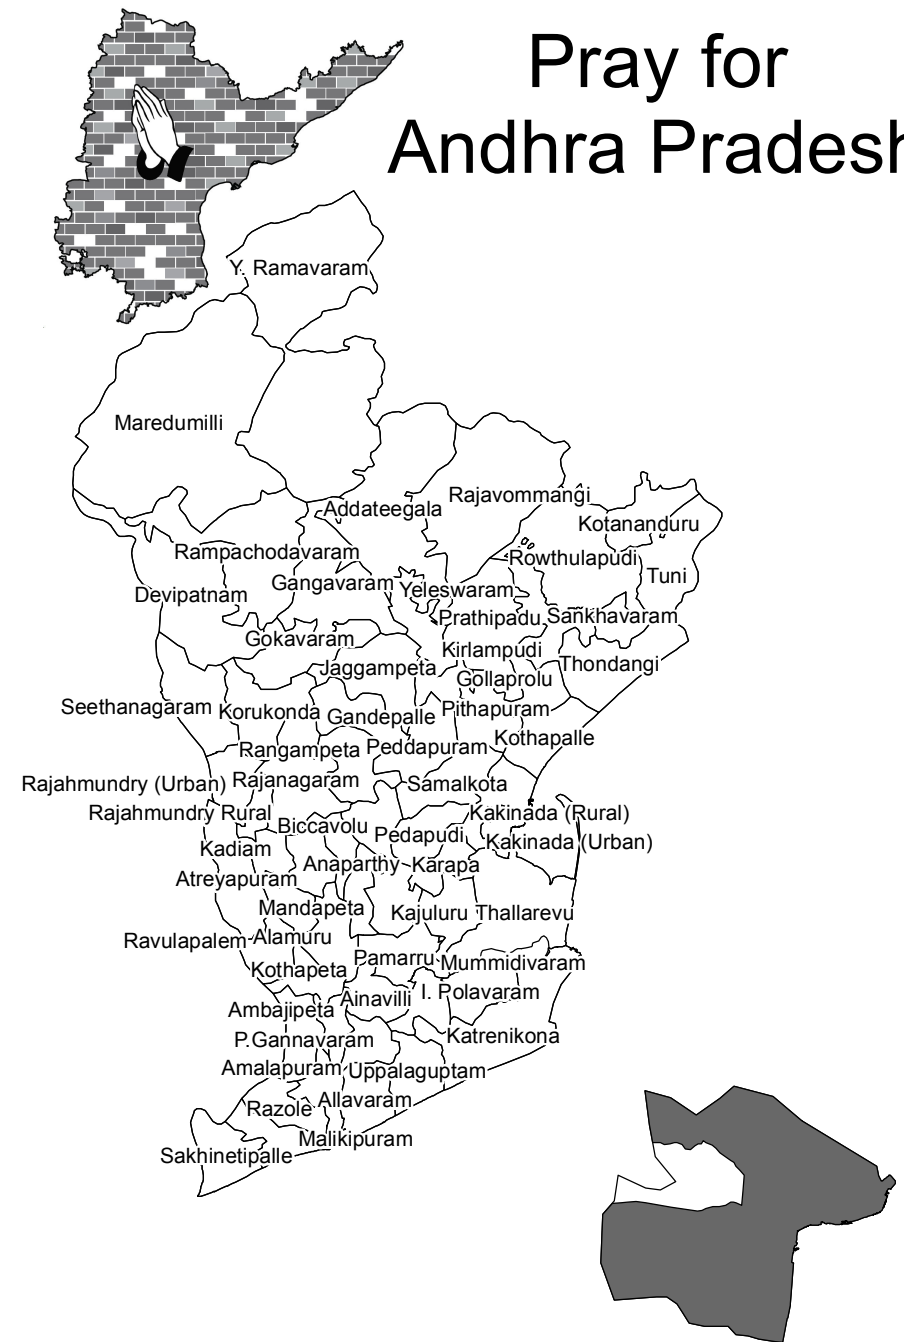 Pray for
Andhra Pradesh
Y. Ramavaram
Maredumilli
Addateegala
Rajavommangi
Kotananduru
Rampachodavaram
Rowthulapudi
Tuni
Devipatnam
Gangavaram
Yeleswaram
Prathipadu
Sankhavaram
Gokavaram
Kirlampudi
Jaggampeta
Thondangi
Gollaprolu
Seethanagaram
Korukonda
Gandepalle
Pithapuram
Rangampeta
Peddapuram
Kothapalle
Rajahmundry (Urban)
Rajanagaram
Samalkota
Rajahmundry Rural
Kakinada (Rural)
Biccavolu
Pedapudi
Kakinada (Urban)
Kadiam
Anaparthy
Karapa
Atreyapuram
Mandapeta
Kajuluru
Thallarevu
Ravulapalem
Alamuru
Pamarru
Mummidivaram
Kothapeta
Ainavilli
I. Polavaram
Ambajipeta
P.Gannavaram
Katrenikona
Amalapuram
Uppalaguptam
Razole
Allavaram
Malikipuram
Sakhinetipalle